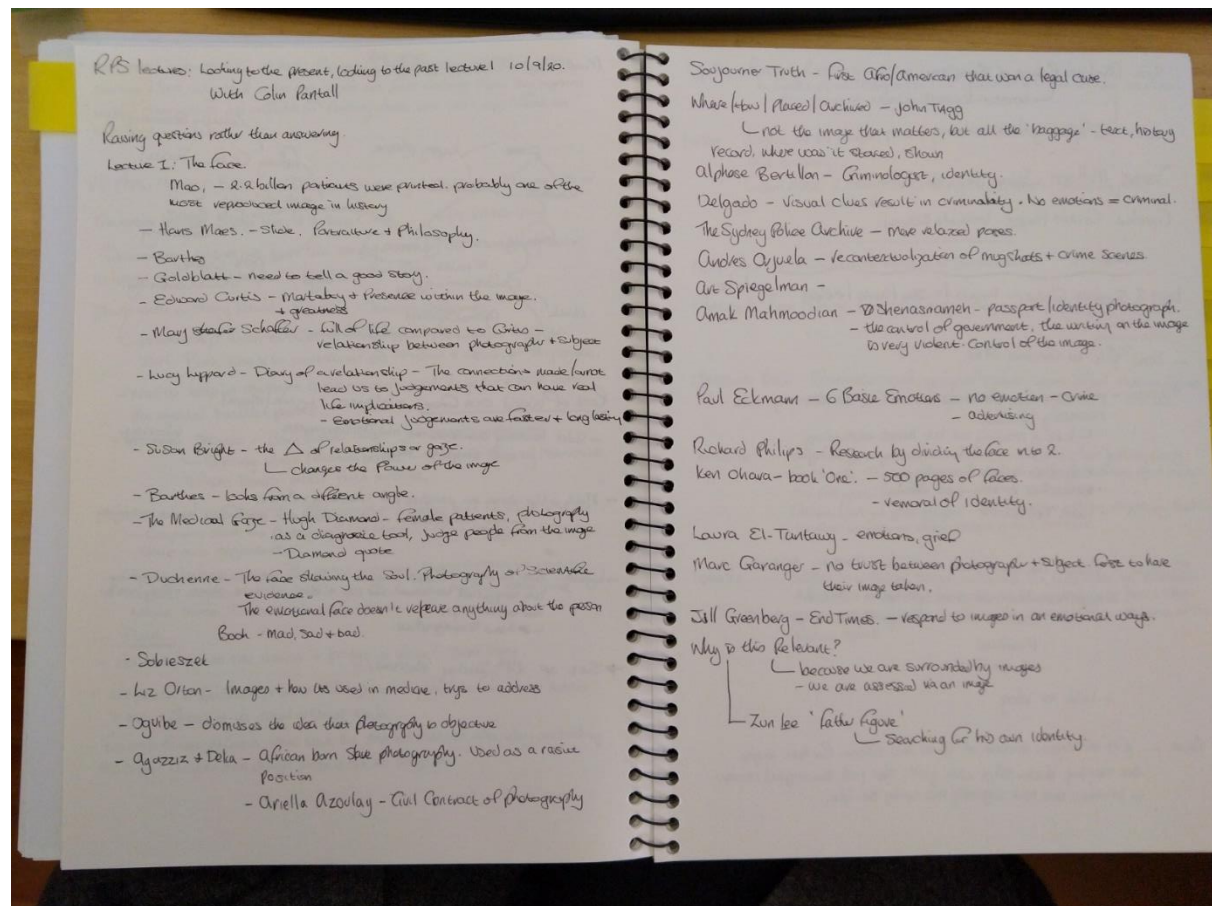 RPS lectures: Looking to the present, looking to the past lecture 1 10/9/20.
With Colin Pantall
Raising questions rather than answering.
Lecture 1: The face.
Mao, – 2.2 billion portraits were printed. probably one of the
most reproduced image in history
– Hans Maes. – Portraiture + Philosophy.
– Barthes
– Goldblatt – need to tell a good story.
– Edward Curtis – + Presence within the image.
+ greatness
– Mary Schaffer – full of life compared to Curtis –
relationship between photographer + subject
– Lucy Lippard – Diary of a relationship – The connections made/
lead us to judgements that can have real
life implications.
– Emotional judgements are faster + long lasting
– Susan Bright – the Δ of relationships or gaze.
changes the Power of the image
– Barthes – looks from a different angle.
– The Medical Gaze – Hugh Diamond – female patients, photography
as a diagnostic tool, judge people from the image
– Diamond quote
– Duchenne – The face showing the Soul. Photography Scientific
evidence.
The emotional face doesn't anything about the person
Book – mad, sad + bad.
- Sobieszek
– Liz Orton – Images + how its used in medicine, trys to address
– Oguibe – dismisses the idea that photography is objective
– Agazziz + Delia – African born Slave photography. Used as a
Position
– Ariella Azoulay – Civil Contract of photography
Soujourner Truth – first Afro/American that won a legal case.
Where/How/Placed/Archived – John Tagg
not the image that matters, but all the 'baggage' – text, history
record, where was it stored, shown
Alphose Bertillon – Criminologist, identity.
Delgado – Visual clues result in criminality. No emotions = criminal.
The Sydney Police Archive – more relaxed poses.
Andres – recontextualization of mugshots + crime scenes.
Art Spiegelman –
Amak Mahmoodian – Shenasnameh – passport/identity photograph.
– the control of government, the writing on the image
is very violent. Control of the image.
Paul Eckmann – 6 Basic Emotions – no emotion – crime
– advertising
Richard Philips – Research by dividing the face into 2.
Ken Ohara – book 'One'. – 500 pages of faces.
– removal of identity.
Laura El-Tantawy – emotions, grief
Marc Garanger – no trust between photographer + subject. to have
their image taken.
Jill Greenberg – End Times. – respond to images in an emotional ways.
Why is this Relevant?
because we are surrounded by images
– we are assessed via an image
Zun Lee 'Father Figure'
Searching for his own identity.